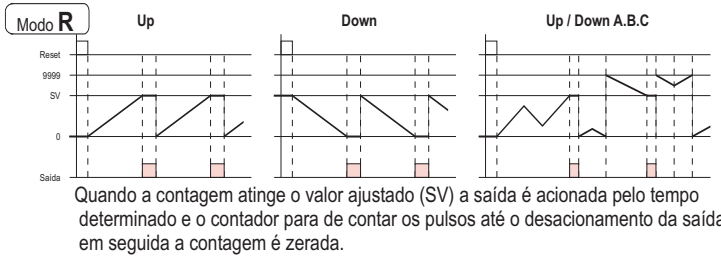 Modo R
Up
Down
Up / Down A.B.C
Reset
9999
SV
0
Saída
Quando a contagem atinge o valor ajustado (SV) a saída é acionada pelo tempo
determinado e o contador para de contar os pulsos até o desacionamento da saída
em seguida a contagem é zerada.